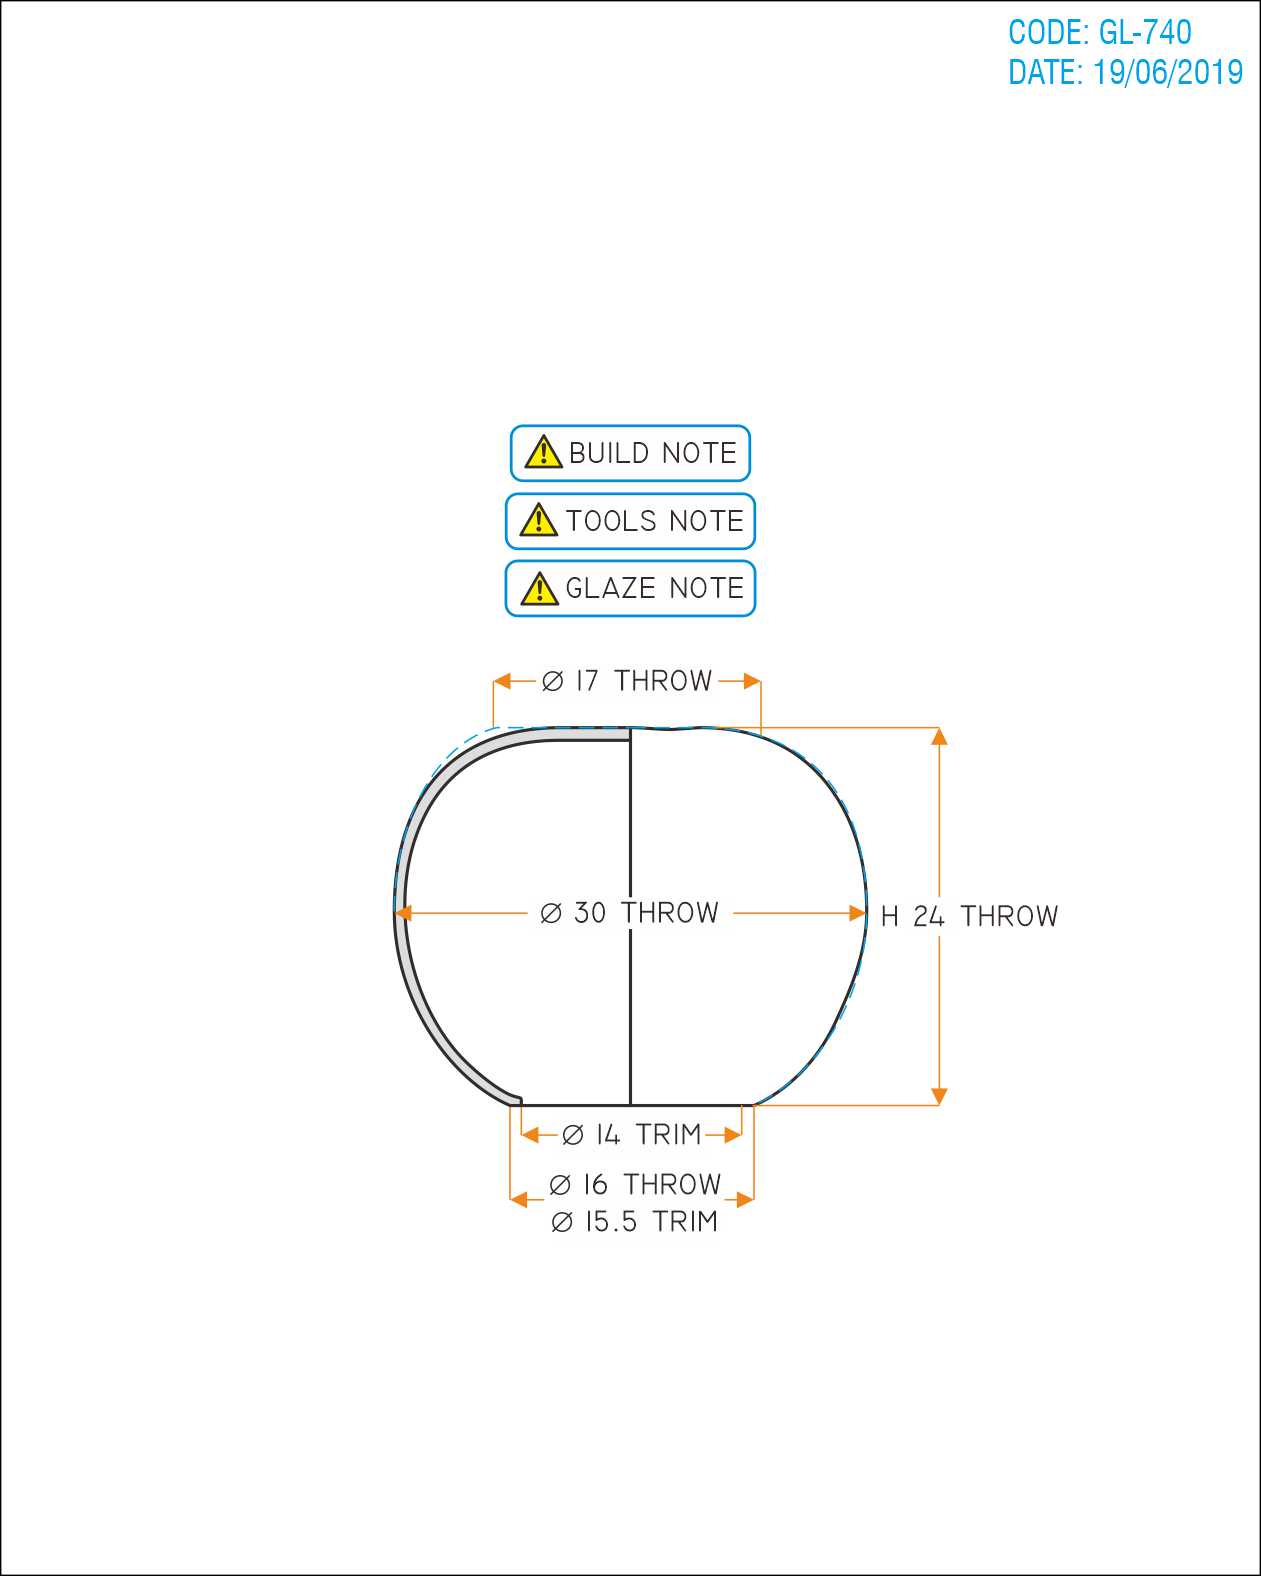 CODE: GL-740
DATE: 19/06/2019
BUILD NOTE
TOOLS NOTE
GLAZE NOTE
Ø 17 THROW
Ø 30 THROW
H 24 THROW
Ø 14 TRIM
Ø 16 THROW
Ø 15.5 TRIM